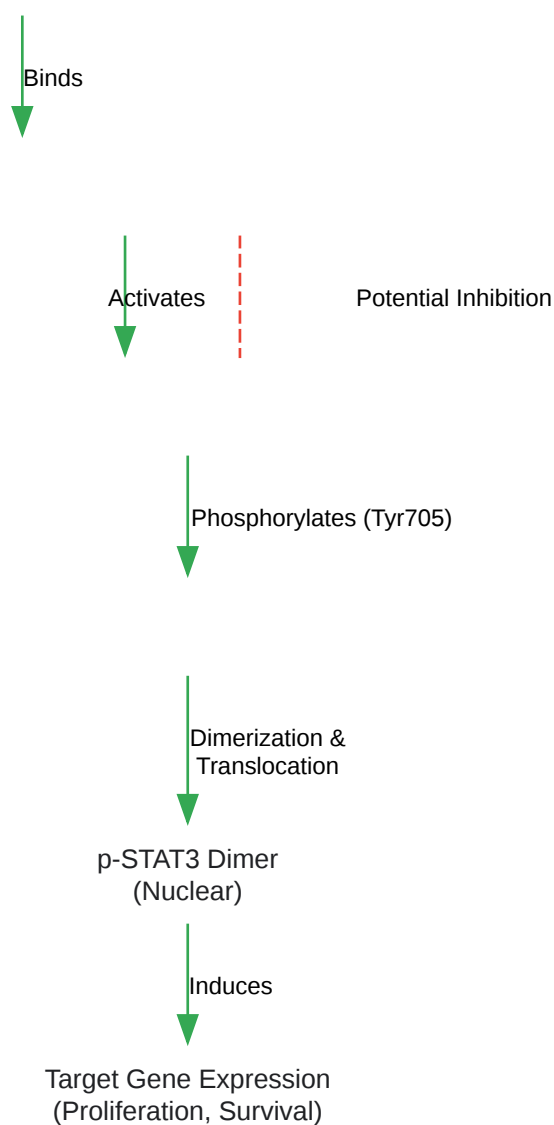 Binds
Activates
Potential Inhibition
Phosphorylates (Tyr705)
Dimerization &
Translocation
p-STAT3 Dimer
(Nuclear)
Induces
Target Gene Expression
(Proliferation, Survival)